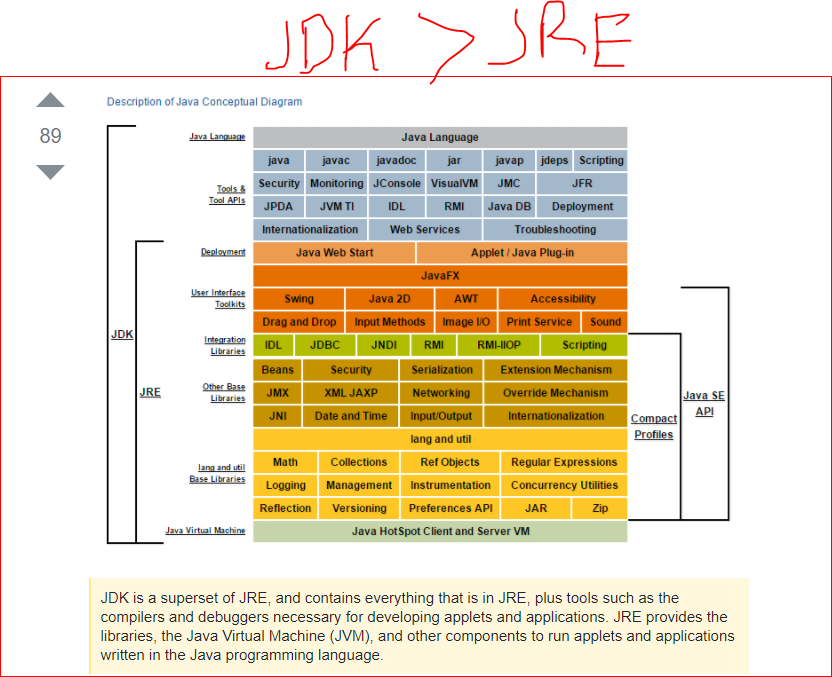 JDK > JRE
Description of Java Conceptual Diagram
89
Java Language
Java Language
java javac javadoc jar javap jdeps Scripting
Tools &
Tool APIs
Security Monitoring JConsole VisualVM JMC JFR
JPDA JVM TI IDL RMI Java DB Deployment
Internationalization Web Services Troubleshooting
Deployment
Java Web Start Applet / Java Plug-in
JavaFX
User Interface
Toolkits
Swing Java 2D AWT Accessibility
Drag and Drop Input Methods Image I/O Print Service Sound
JDK
Integration
Libraries
IDL JDBC JNDI RMI RMI-IIOP Scripting
JRE
Other Base
Libraries
Beans Security Serialization Extension Mechanism
JMX XML JAXP Networking Override Mechanism
JNI Date and Time Input/Output Internationalization
Java SE
API
Compact
Profiles
lang and util
lang and util
Base Libraries
Math Collections Ref Objects Regular Expressions
Logging Management Instrumentation Concurrency Utilities
Reflection Versioning Preferences API JAR Zip
Java Virtual Machine
Java HotSpot Client and Server VM
JDK is a superset of JRE, and contains everything that is in JRE, plus tools such as the
compilers and debuggers necessary for developing applets and applications. JRE provides the
libraries, the Java Virtual Machine (JVM), and other components to run applets and applications
written in the Java programming language.